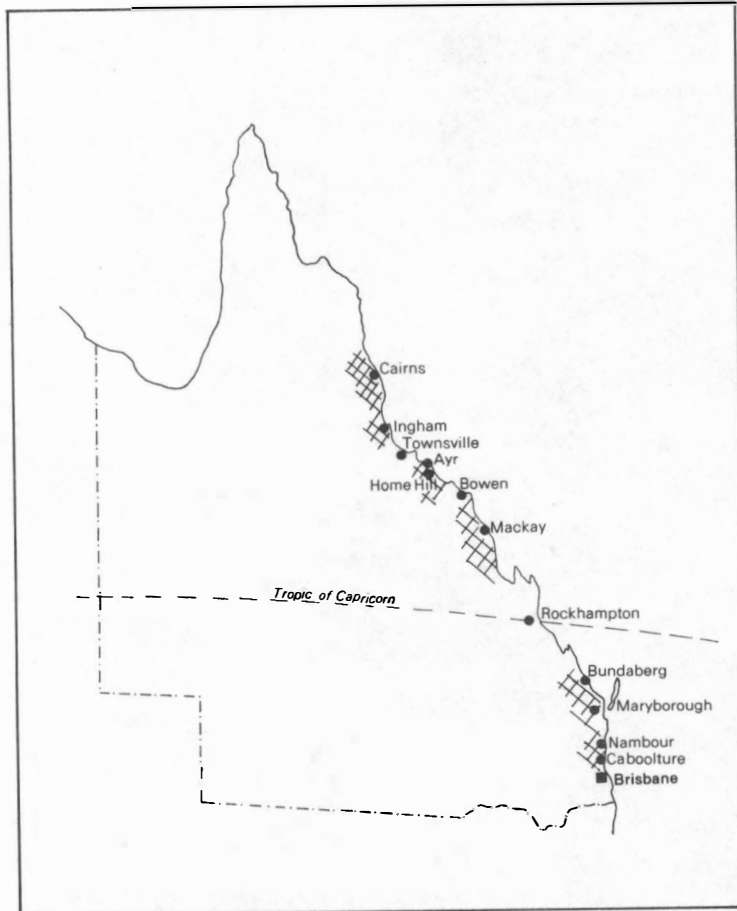 Cairns
Ingham
Townsville
Ayr
Home Hill
Bowen
Mackay
Tropic of Capricorn
Rockhampton
Bundaberg
Maryborough
Nambour
Caboolture
Brisbane